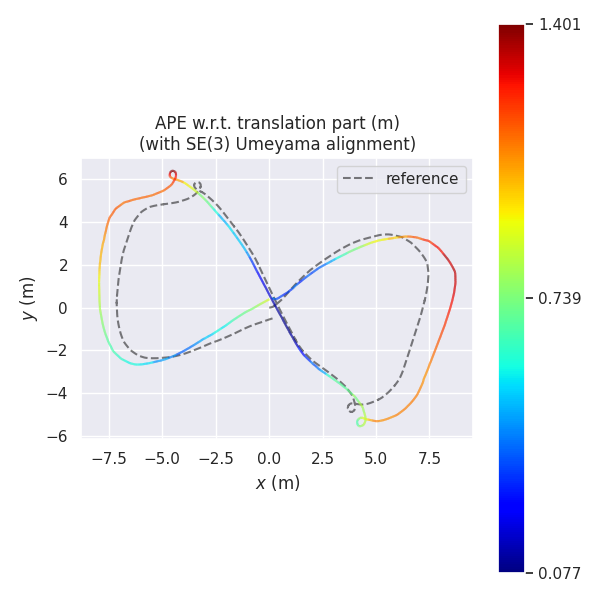 APE w.r.t. translation part (m)
(with SE(3) Umeyama alignment)
reference
6
4
2
0
−2
−4
−6
y (m)
−7.5 −5.0 −2.5 0.0 2.5 5.0 7.5
x (m)
1.401
0.739
0.077